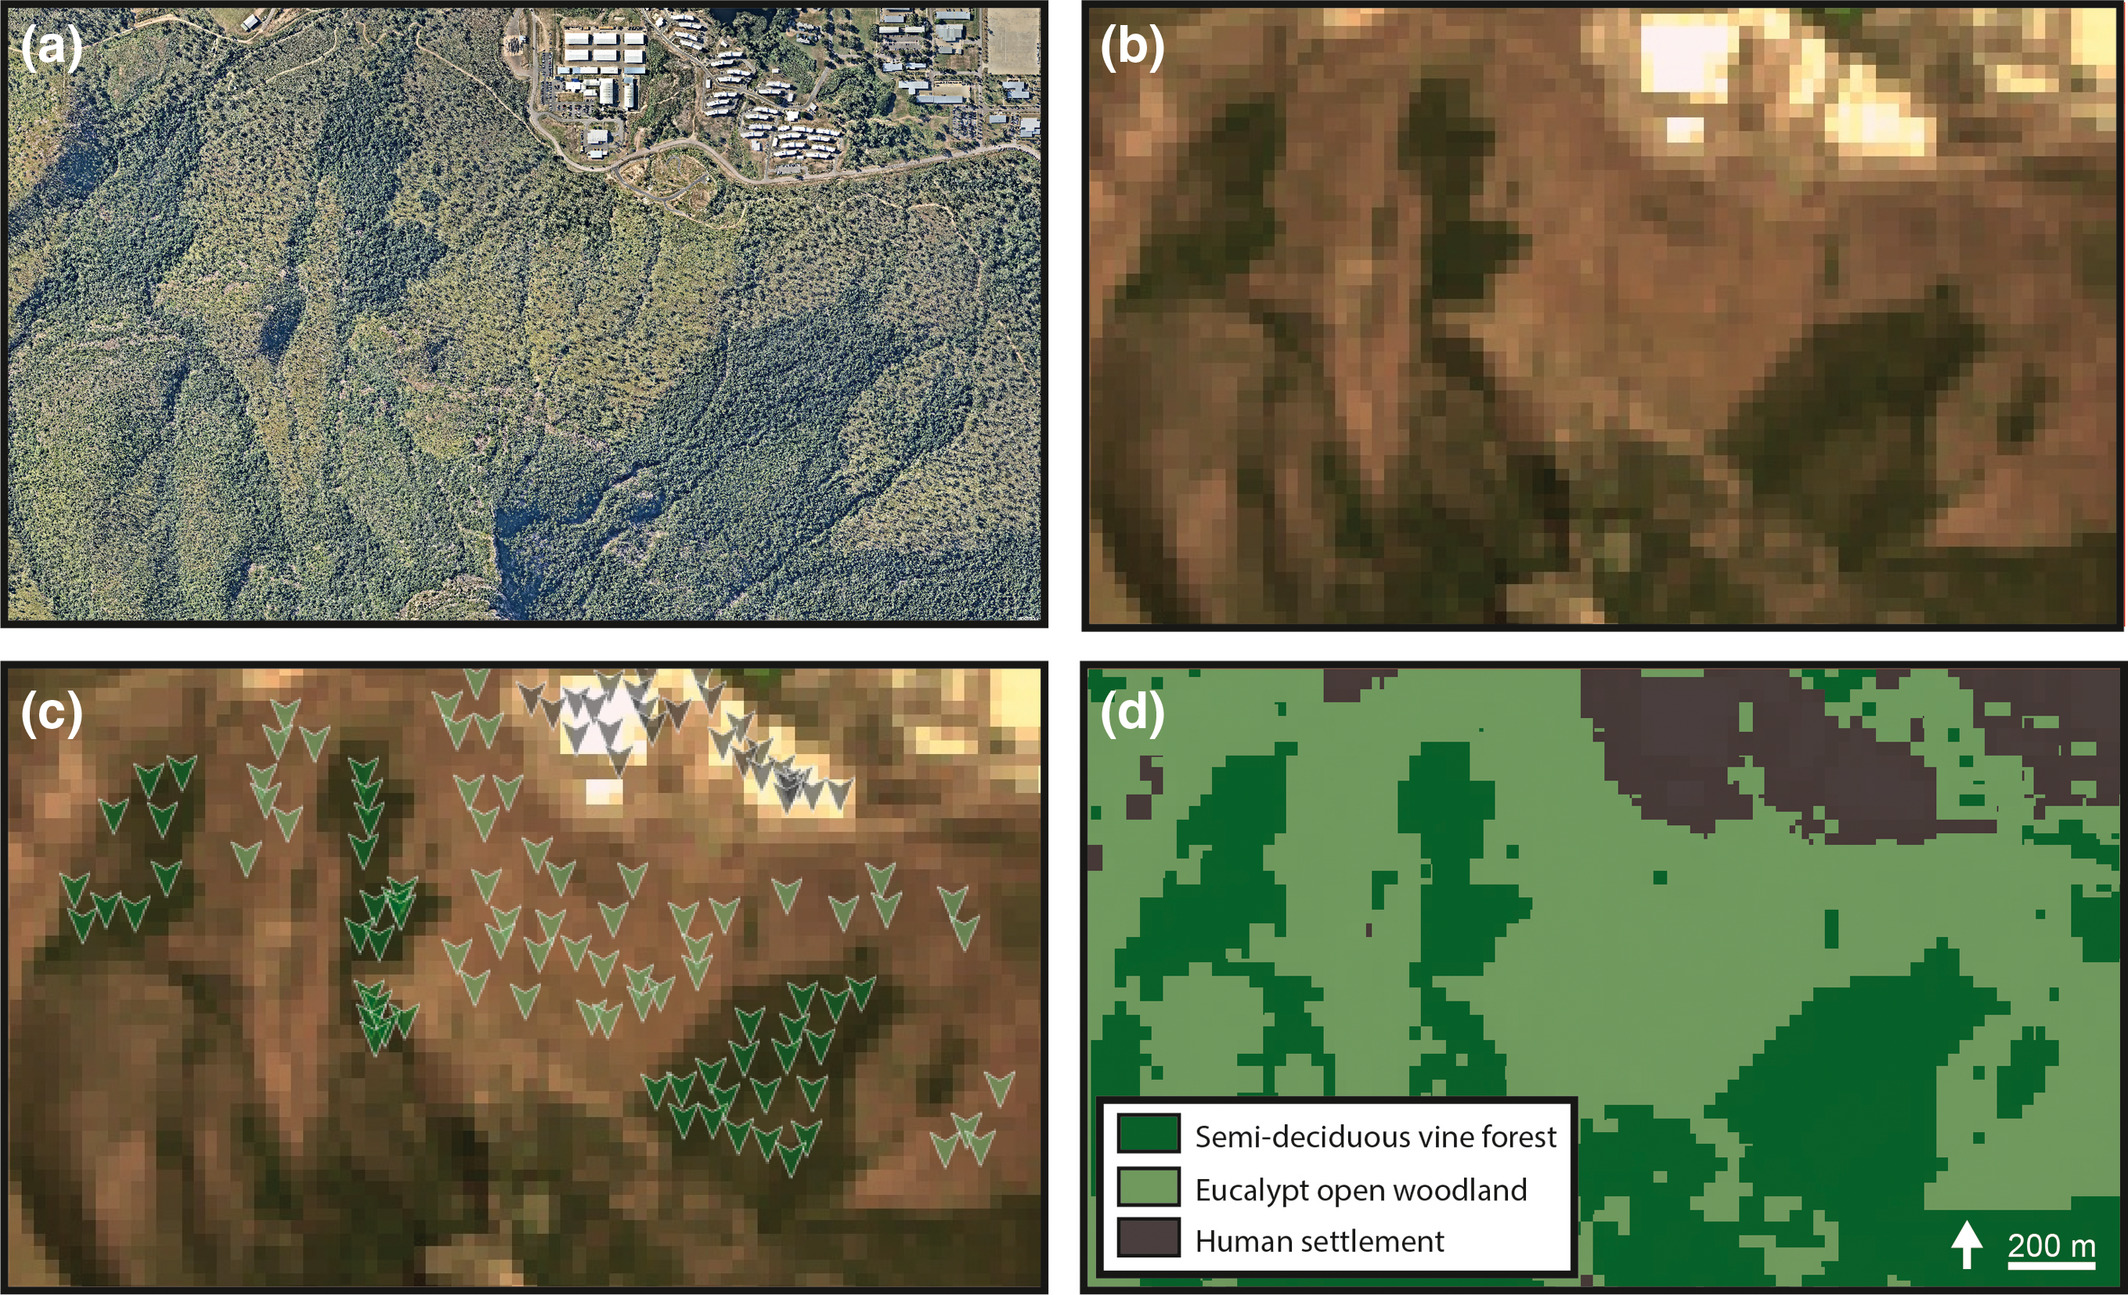 (a)
(b)
(c)
(d)
Semi-deciduous vine forest
Eucalypt open woodland
Human settlement
200 m